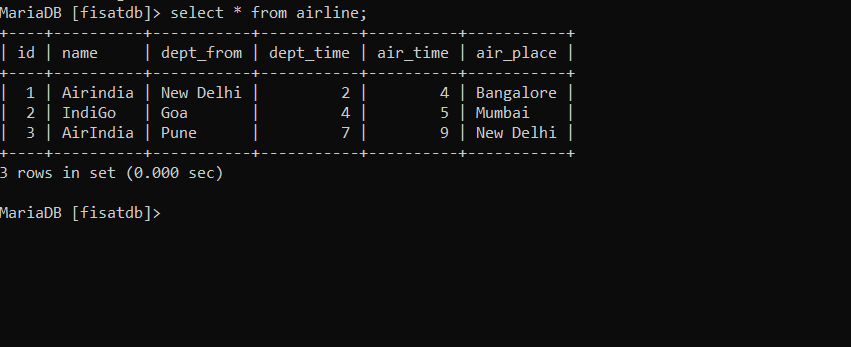 MariaDB [fisatdb]> select * from airline;
+----+----------+-----------+-----------+----------+-----------+
| id | name     | dept_from | dept_time | air_time | air_place |
+----+----------+-----------+-----------+----------+-----------+
|  1 | Airindia | New Delhi |         2 |        4 | Bangalore |
|  2 | IndiGo   | Goa       |         4 |        5 | Mumbai    |
|  3 | AirIndia | Pune      |         7 |        9 | New Delhi |
+----+----------+-----------+-----------+----------+-----------+
3 rows in set (0.000 sec)
MariaDB [fisatdb]>